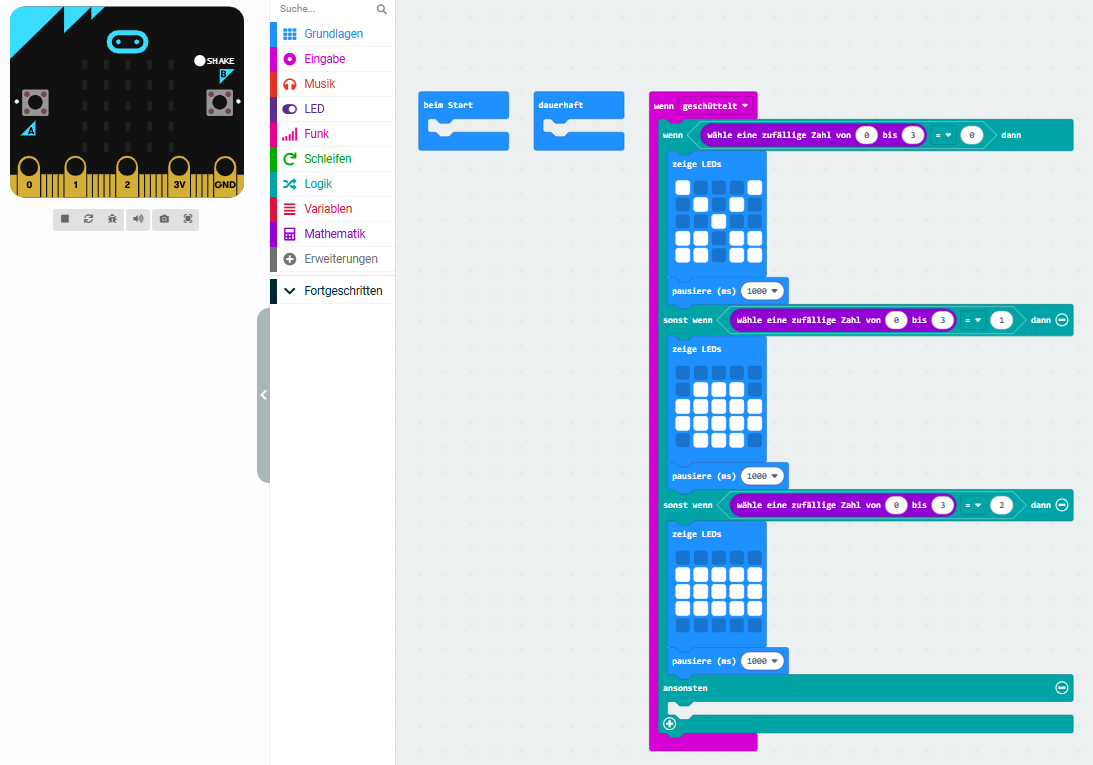 SHAKE
B
A
0 1 2 3V GND
Suche...
Grundlagen
Eingabe
Musik
LED
Funk
Schleifen
Logik
Variablen
Mathematik
Erweiterungen
Fortgeschritten
beim Start
dauerhaft
wenn geschüttelt
wenn wähle eine zufällige Zahl von 0 bis 3 = 0 dann
zeige LEDs
pausiere (ms) 1000
sonst wenn wähle eine zufällige Zahl von 0 bis 3 = 1 dann
zeige LEDs
pausiere (ms) 1000
sonst wenn wähle eine zufällige Zahl von 0 bis 3 = 2 dann
zeige LEDs
pausiere (ms) 1000
ansonsten